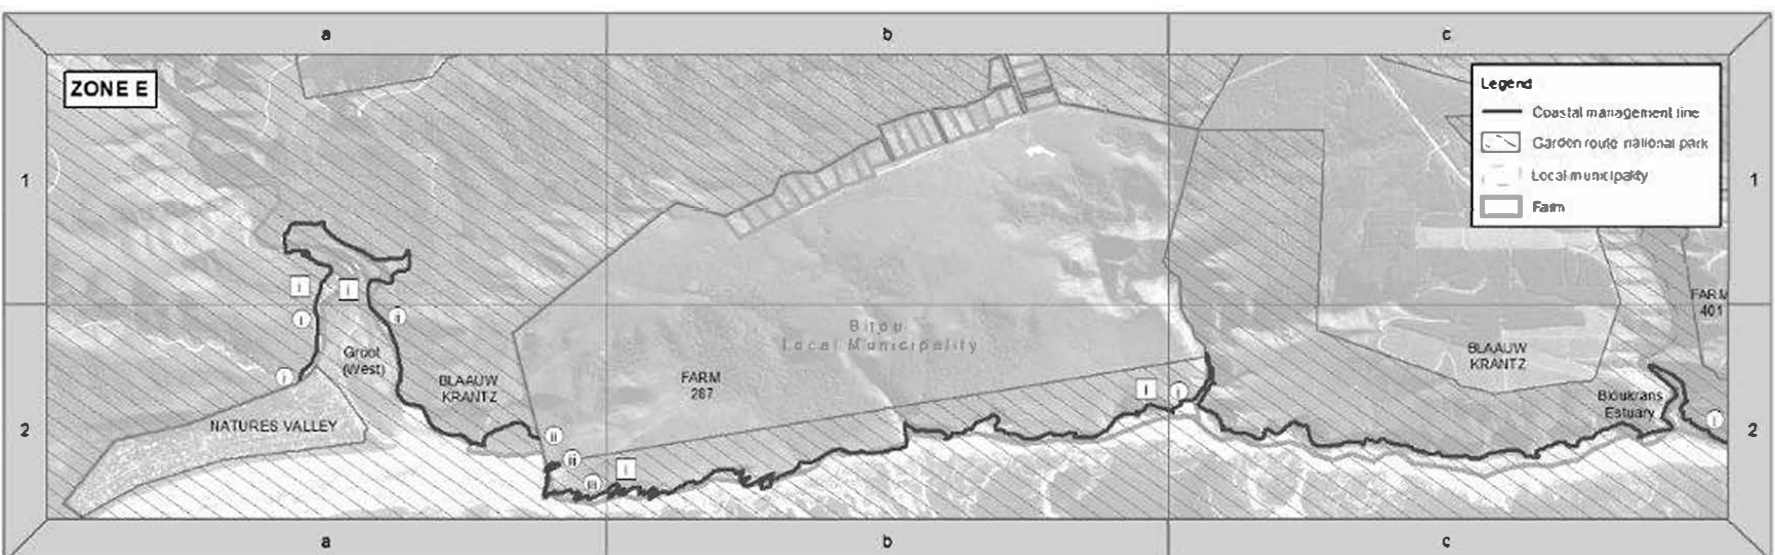 a b c
ZONE E
Legend
Coastal management line
Garden route national park
Local municipality
Farm
1 1
i i
FARM
401
i ii
Bitou
Local Municipality
Groot
(West)
BLAAUW
KRANTZ
i
BLAAUW
KRANTZ
FARM
287
i i
Bloukrans
Estuary
i
NATURES VALLEY
2 2
ii
ii
i
iii
a b c